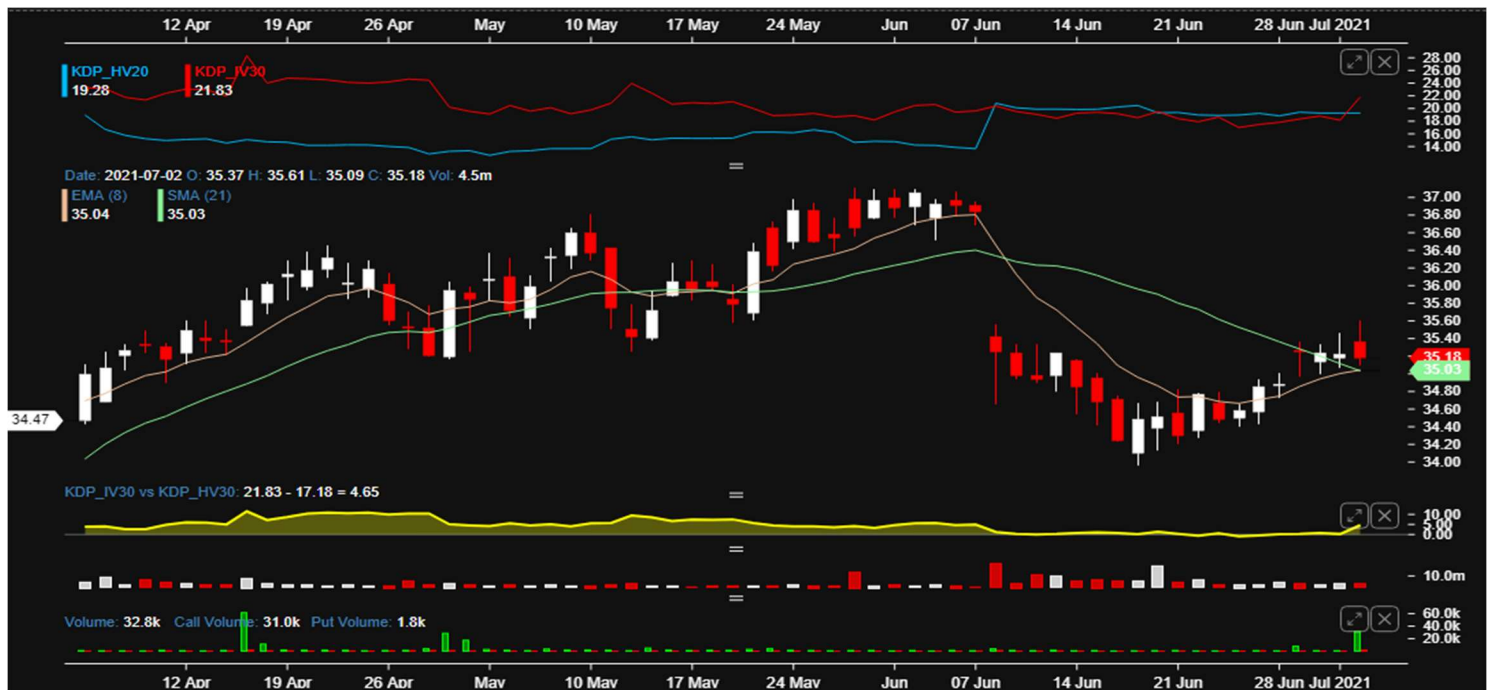 12 Apr 19 Apr 26 Apr May 10 May 17 May 24 May Jun 07 Jun 14 Jun 21 Jun 28 Jun Jul 2021
KDP_HV20 KDP_IV30
19.28 21.83
28.00
26.00
24.00
22.00
20.00
18.00
16.00
14.00
Date: 2021-07-02 O: 35.37 H: 35.61 L: 35.09 C: 35.18 Vol: 4.5m
EMA (8) SMA (21)
35.04 35.03
37.00
36.80
36.60
36.40
36.20
36.00
35.80
35.60
35.40
35.18
35.03
34.80
34.60
34.47
34.40
34.20
34.00
KDP_IV30 vs KDP_HV30: 21.83 - 17.18 = 4.65
10.00
5.00
0.00
10.0m
Volume: 32.8k Call Volume: 31.0k Put Volume: 1.8k
60.0k
40.0k
20.0k
12 Apr 19 Apr 26 Apr May 10 May 17 May 24 May Jun 07 Jun 14 Jun 21 Jun 28 Jun Jul 2021